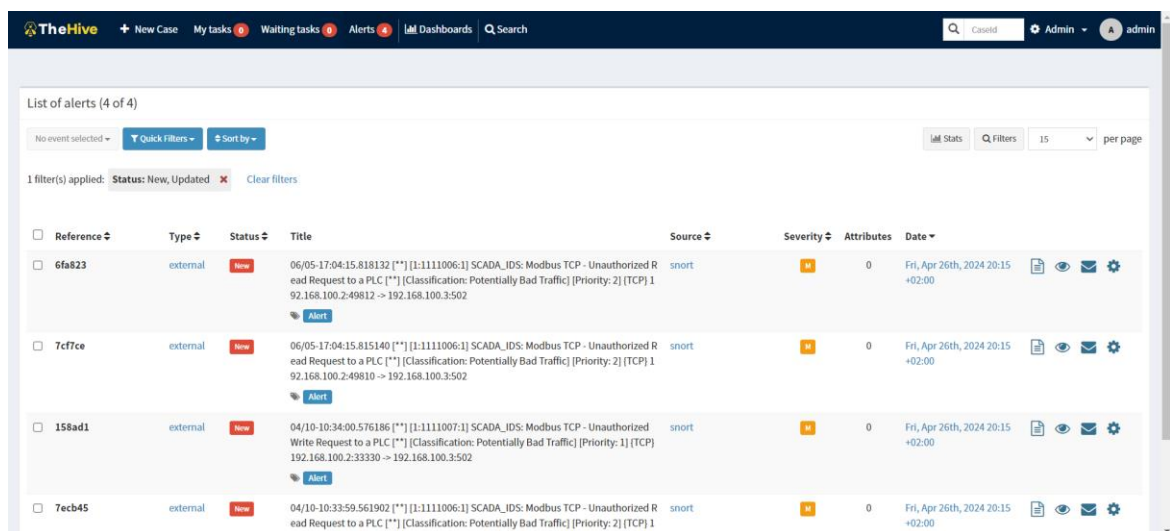 TheHive + New Case My tasks 0 Waiting tasks 0 Alerts 4 Dashboards Search CaseId Admin A admin
List of alerts (4 of 4)
No event selected Quick Filters Sort by Stats Filters 15 per page
1 filter(s) applied: Status: New, Updated Clear filters
Reference Type Status Title Source Severity Attributes Date
6fa823 external New 06/05-17:04:15.818132 [**] [1:1111006:1] SCADA_IDS: Modbus TCP - Unauthorized R snort M 0 Fri, Apr 26th, 2024 20:15
ead Request to a PLC [**] [Classification: Potentially Bad Traffic] [Priority: 2] {TCP} 1 +02:00
92.168.100.2:49812 -> 192.168.100.3:502
Alert
7cf7ce external New 06/05-17:04:15.815140 [**] [1:1111006:1] SCADA_IDS: Modbus TCP - Unauthorized R snort M 0 Fri, Apr 26th, 2024 20:15
ead Request to a PLC [**] [Classification: Potentially Bad Traffic] [Priority: 2] {TCP} 1 +02:00
92.168.100.2:49810 -> 192.168.100.3:502
Alert
158ad1 external New 04/10-10:34:00.576186 [**] [1:1111007:1] SCADA_IDS: Modbus TCP - Unauthorized snort M 0 Fri, Apr 26th, 2024 20:15
Write Request to a PLC [**] [Classification: Potentially Bad Traffic] [Priority: 1] {TCP} +02:00
192.168.100.2:33330 -> 192.168.100.3:502
Alert
7ecb45 external New 04/10-10:33:59.561902 [**] [1:1111006:1] SCADA_IDS: Modbus TCP - Unauthorized R snort M 0 Fri, Apr 26th, 2024 20:15
ead Request to a PLC [**] [Classification: Potentially Bad Traffic] [Priority: 2] {TCP} 1 +02:00